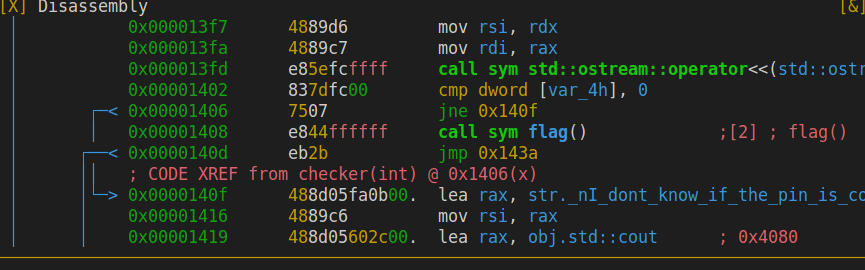 [X] Disassembly [&]
0x000013f7 4889d6 mov rsi, rdx
0x000013fa 4889c7 mov rdi, rax
0x000013fd e85efcffff call sym std::ostream::operator<<(std::ostr
0x00001402 837dfc00 cmp dword [var_4h], 0
< 0x00001406 7507 jne 0x140f
0x00001408 e844ffffff call sym flag() ;[2] ; flag()
< 0x0000140d eb2b jmp 0x143a
; CODE XREF from checker(int) @ 0x1406(x)
> 0x0000140f 488d05fa0b00. lea rax, str._nI_dont_know_if_the_pin_is_co
0x00001416 4889c6 mov rsi, rax
0x00001419 488d05602c00. lea rax, obj.std::cout ; 0x4080